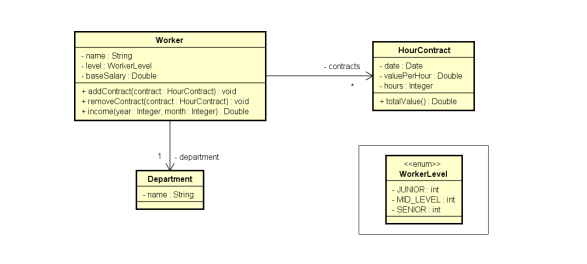 Worker
- name : String
- level : WorkerLevel
- baseSalary : Double
+ addContract(contract : HourContract) : void
+ removeContract(contract : HourContract) : void
+ income(year : Integer, month : Integer) : Double
- contracts
*
HourContract
- date : Date
- valuePerHour : Double
- hours : Integer
+ totalValue() : Double
1
- department
Department
- name : String
<<enum>>
WorkerLevel
- JUNIOR : int
- MID_LEVEL : int
- SENIOR : int